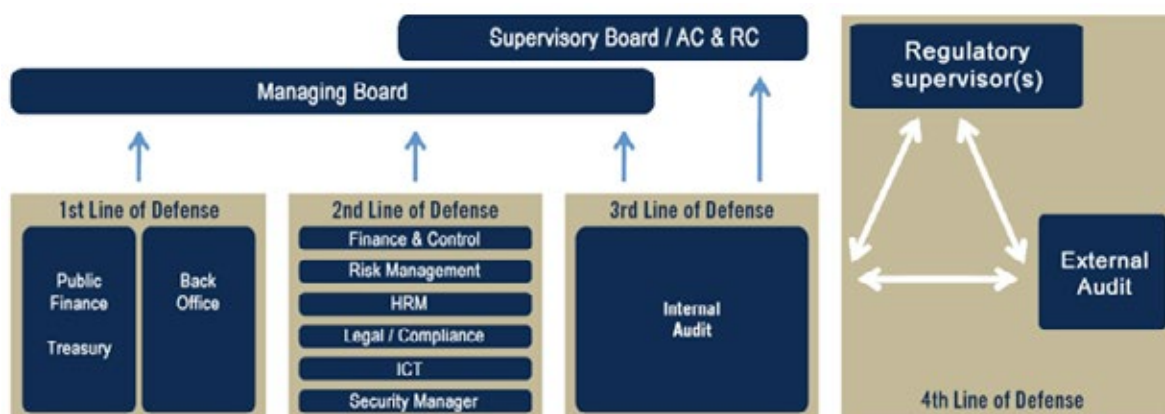 Supervisory Board / AC & RC
Managing Board
1st Line of Defense
Public
Finance
Treasury
Back
Office
2nd Line of Defense
Finance & Control
Risk Management
HRM
Legal / Compliance
ICT
Security Manager
3rd Line of Defense
Internal
Audit
Regulatory
supervisor(s)
External
Audit
4th Line of Defense